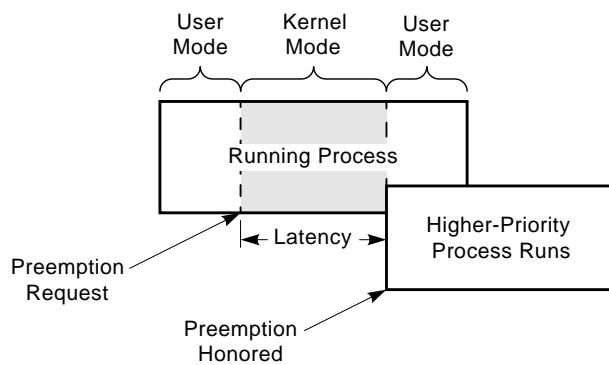 User
Mode
Kernel
Mode
User
Mode
Running Process
Latency
Higher-Priority
Process Runs
Preemption
Request
Preemption
Honored